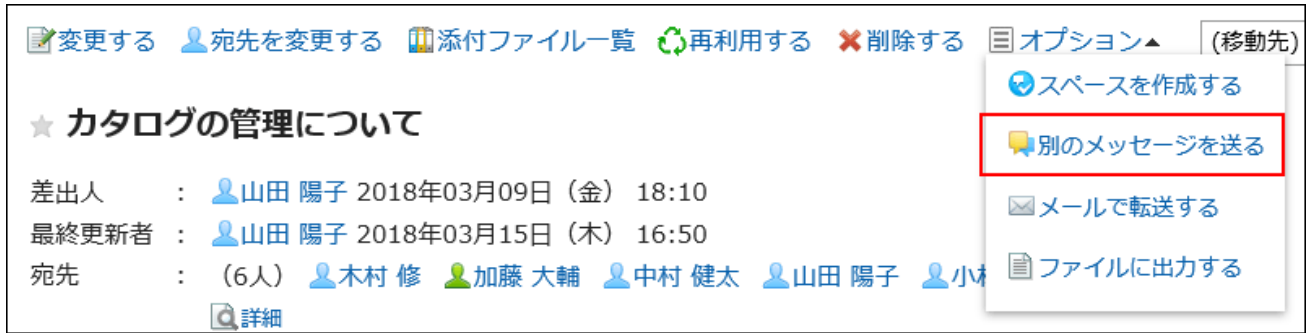 変更する 宛先を変更する 添付ファイル一覧 再利用する 削除する オプション▲ (移動先)
スペースを作成する
別のメッセージを送る
メールで転送する
ファイルに出力する
カタログの管理について
差出人 : 山田 陽子 2018年03月09日（金） 18:10
最終更新者 : 山田 陽子 2018年03月15日（木） 16:50
宛先 : （6人） 木村 修 加藤 大輔 中村 健太 山田 陽子 小
詳細